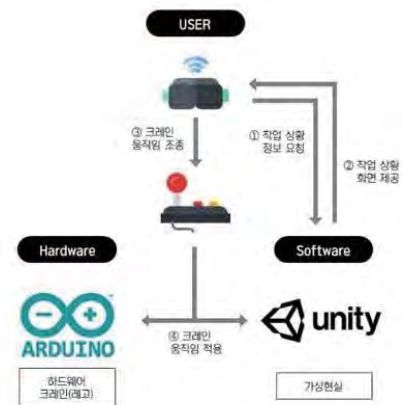 USER
③ 크레인
움직임 조종
① 작업 상황
정보 요청
② 작업 상황
화면 제공
Hardware
Software
ARDUINO
unity
④ 크레인
움직임 적용
하드웨어
크레인(레고)
가상현실